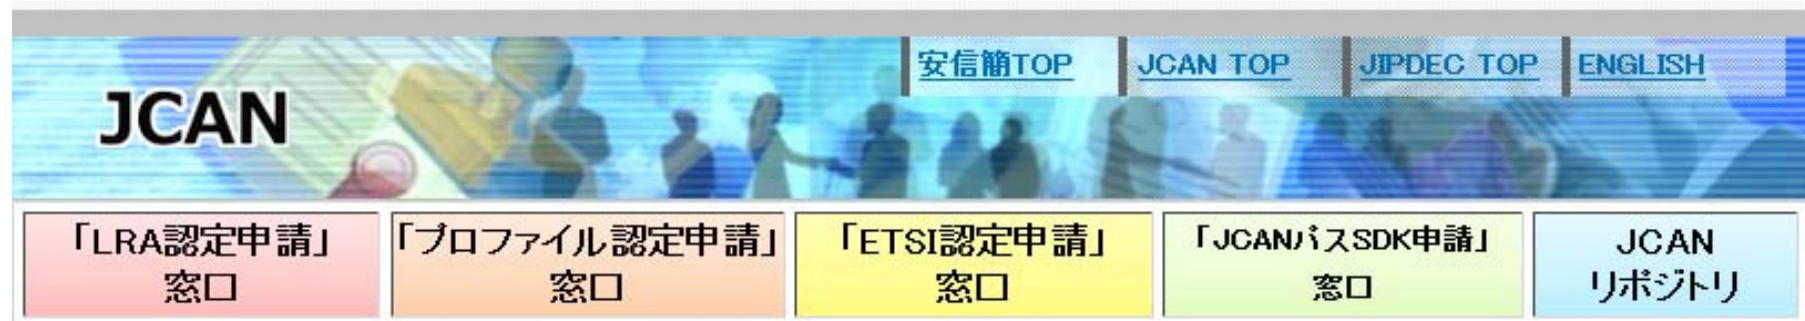 安信簡TOP JCAN TOP JIPDEC TOP ENGLISH
JCAN
「LRA認定申請」
窓口
「プロファイル認定申請」
窓口
「ETSI認定申請」
窓口
「JCANパスSDK申請」
窓口
JCAN
リポジトリ